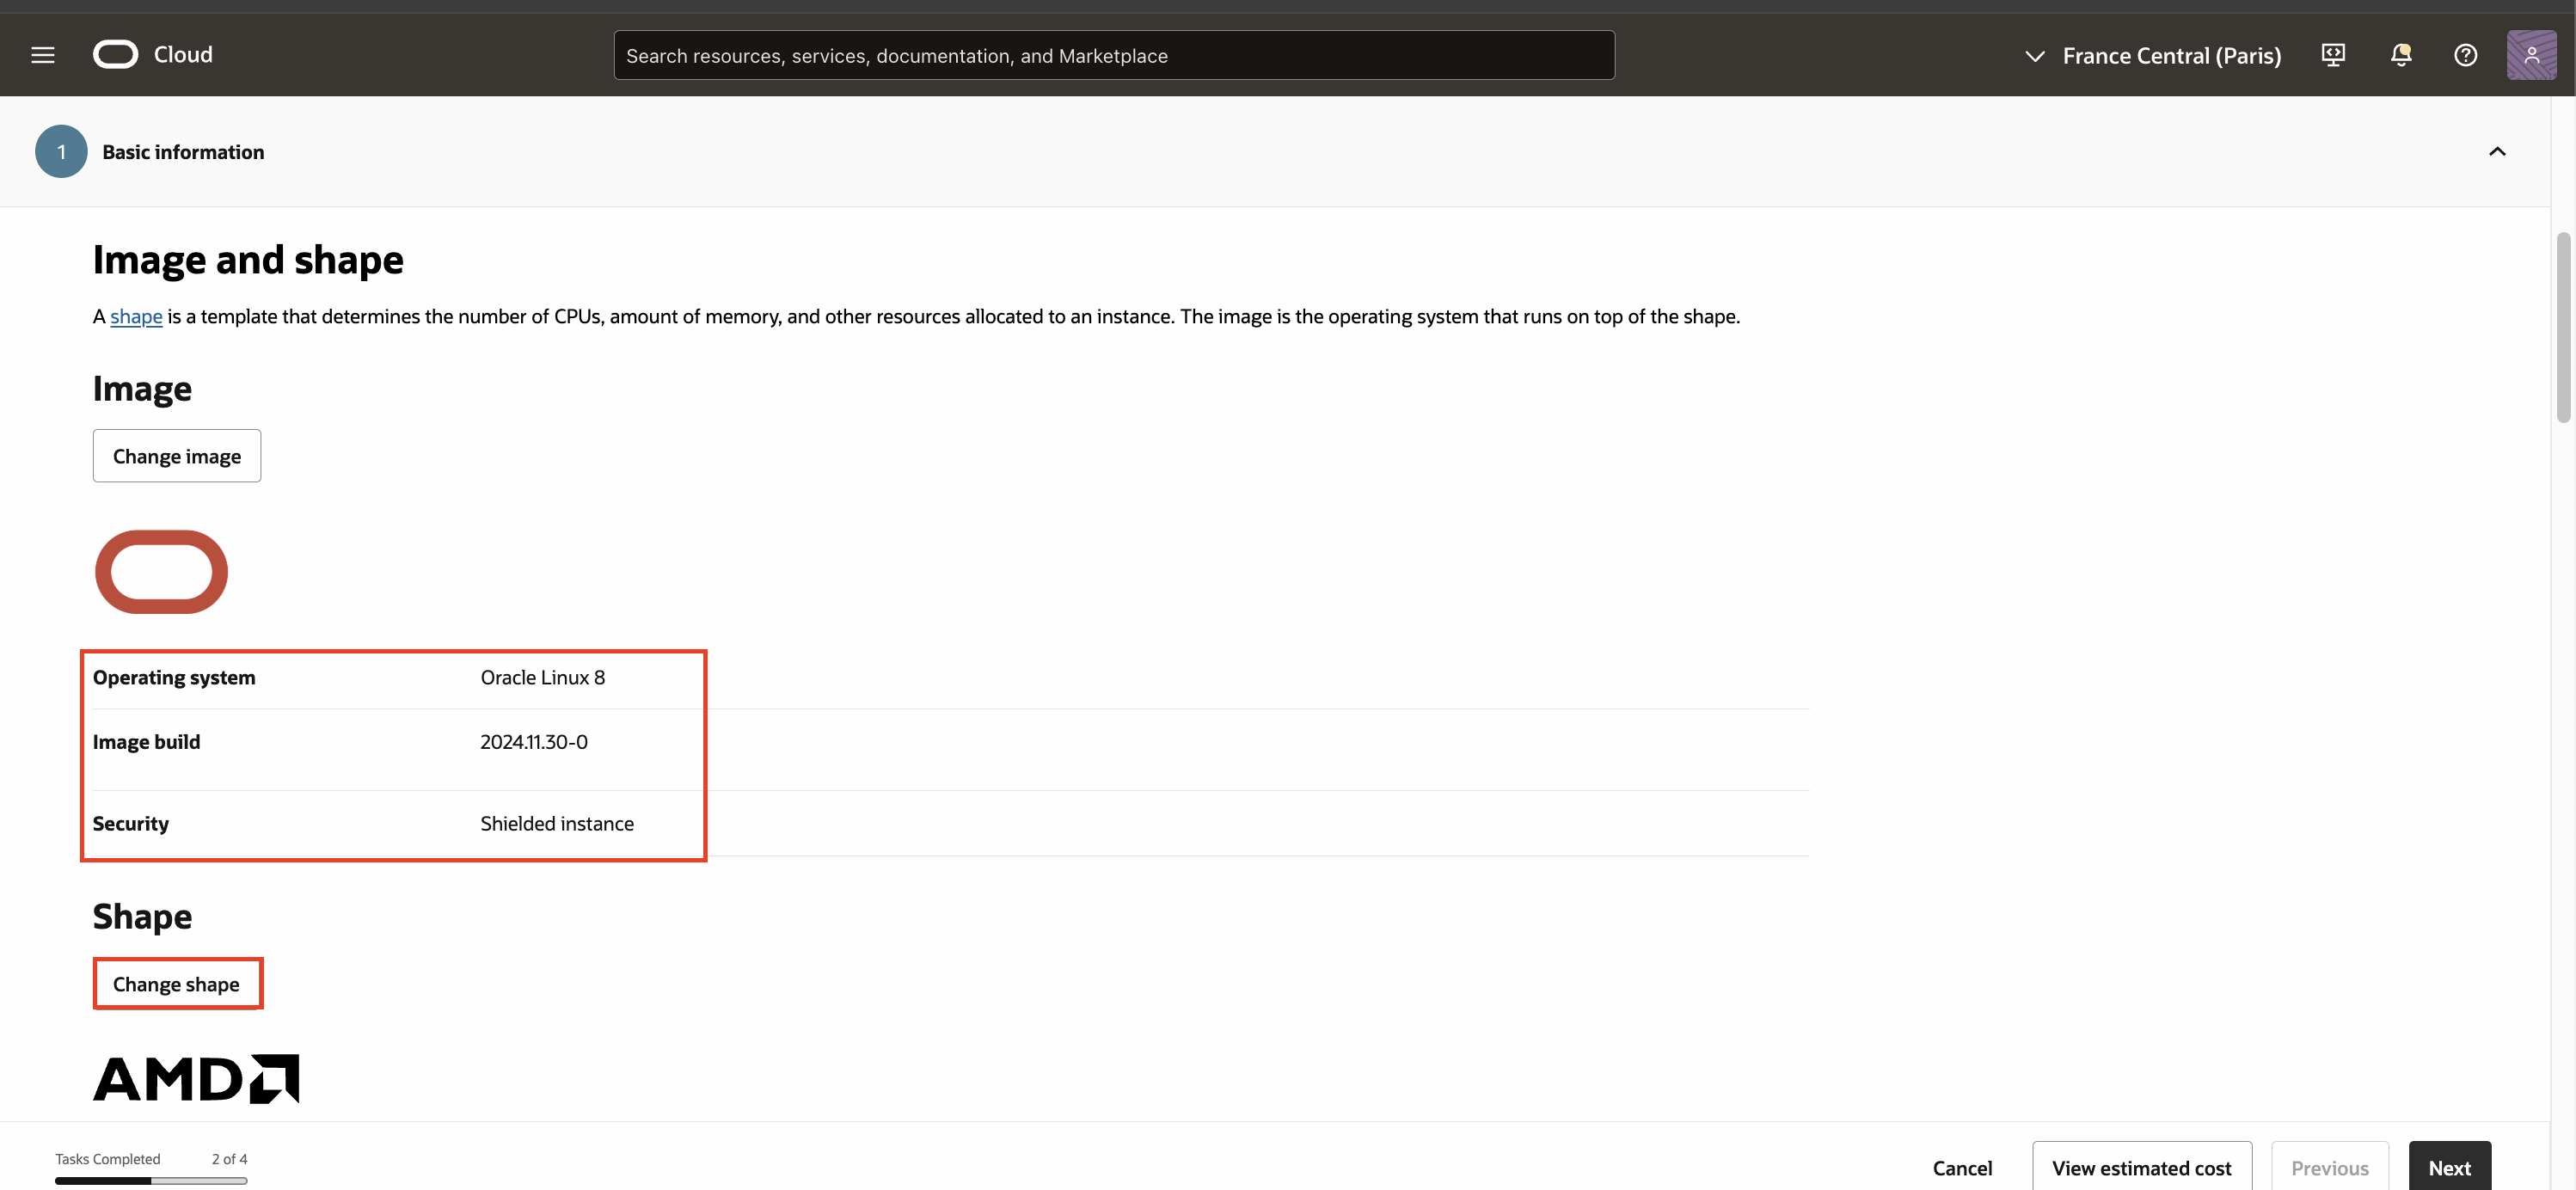 Cloud
Search resources, services, documentation, and Marketplace
France Central (Paris)
1 Basic information
Image and shape
A shape is a template that determines the number of CPUs, amount of memory, and other resources allocated to an instance. The image is the operating system that runs on top of the shape.
Image
Change image
Operating system Oracle Linux 8
Image build 2024.11.30-0
Security Shielded instance
Shape
Change shape
AMD
Tasks Completed 2 of 4
Cancel View estimated cost Previous Next